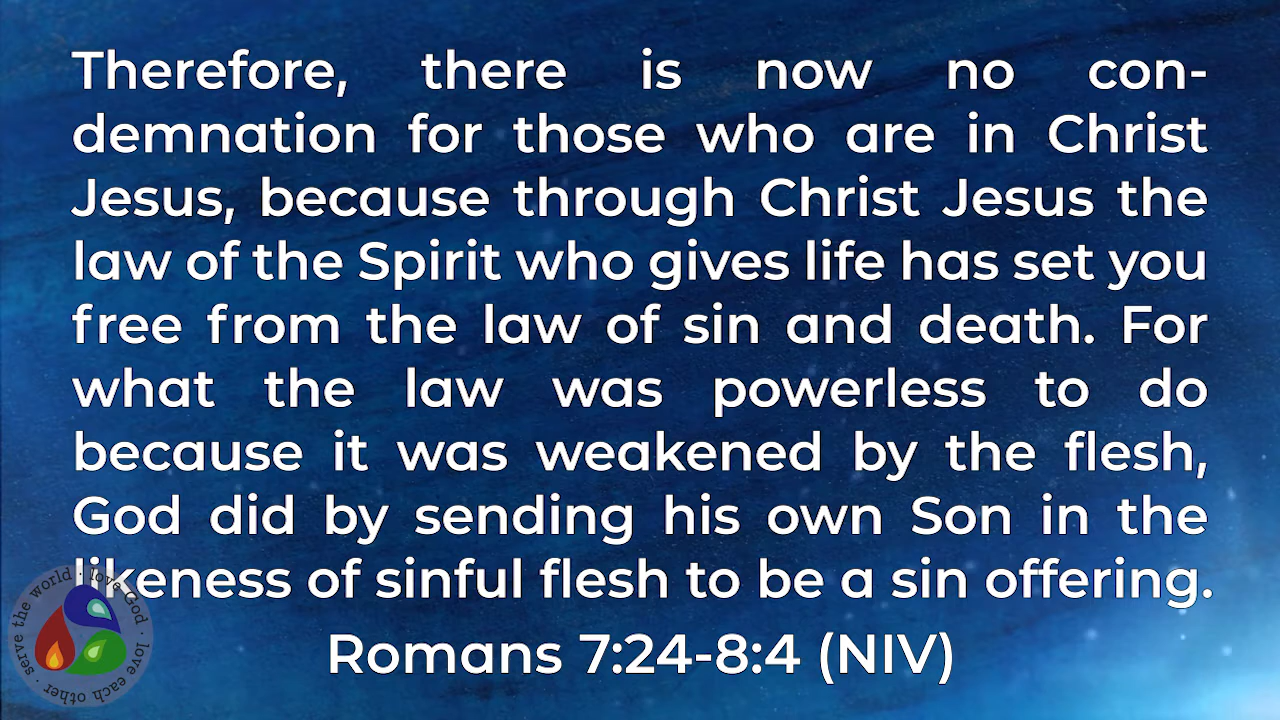 Therefore, there is now no con-
demnation for those who are in Christ
Jesus, because through Christ Jesus the
law of the Spirit who gives life has set you
free from the law of sin and death. For
what the law was powerless to do
because it was weakened by the flesh,
God did by sending his own Son in the
likeness of sinful flesh to be a sin offering.
Romans 7:24-8:4 (NIV)
love God · love each other · serve the world ·